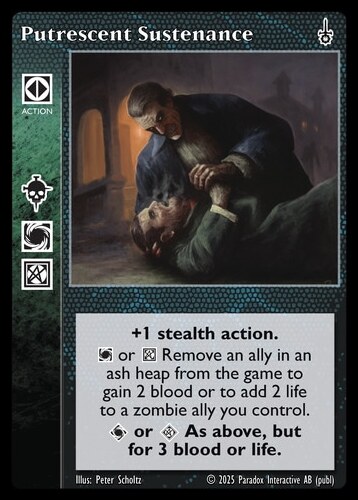 Putrescent Sustenance
ACTION
+1 stealth action.
or Remove an ally in an
ash heap from the game to
gain 2 blood or to add 2 life
to a zombie ally you control.
or As above, but
for 3 blood or life.
Illus: Peter Scholtz © 2025 Paradox Interactive AB (publ)